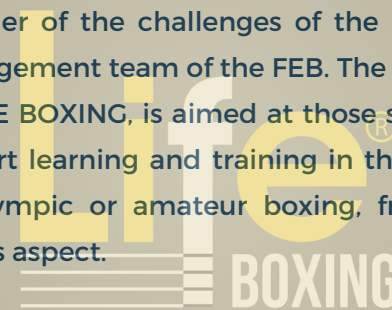 er of the challenges of the
gement team of the FEB. The
E BOXING, is aimed at those s
rt learning and training in th
ympic or amateur boxing, fr
s aspect.
Life®
BOXING